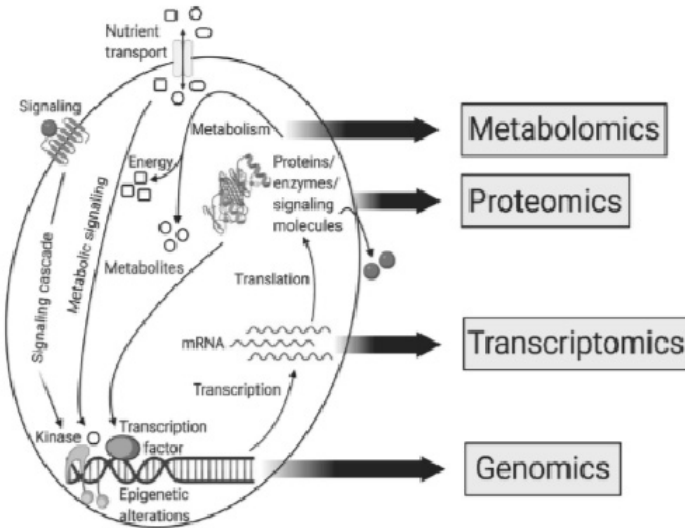 Nutrient
transport
Signaling
Metabolism
Metabolomics
Energy
Proteins/
enzymes/
signaling
molecules
Proteomics
Metabolites
Metabolic signaling
Signaling cascade
Translation
mRNA
Transcriptomics
Transcription
Kinase
Transcription
factor
Genomics
Epigenetic
alterations